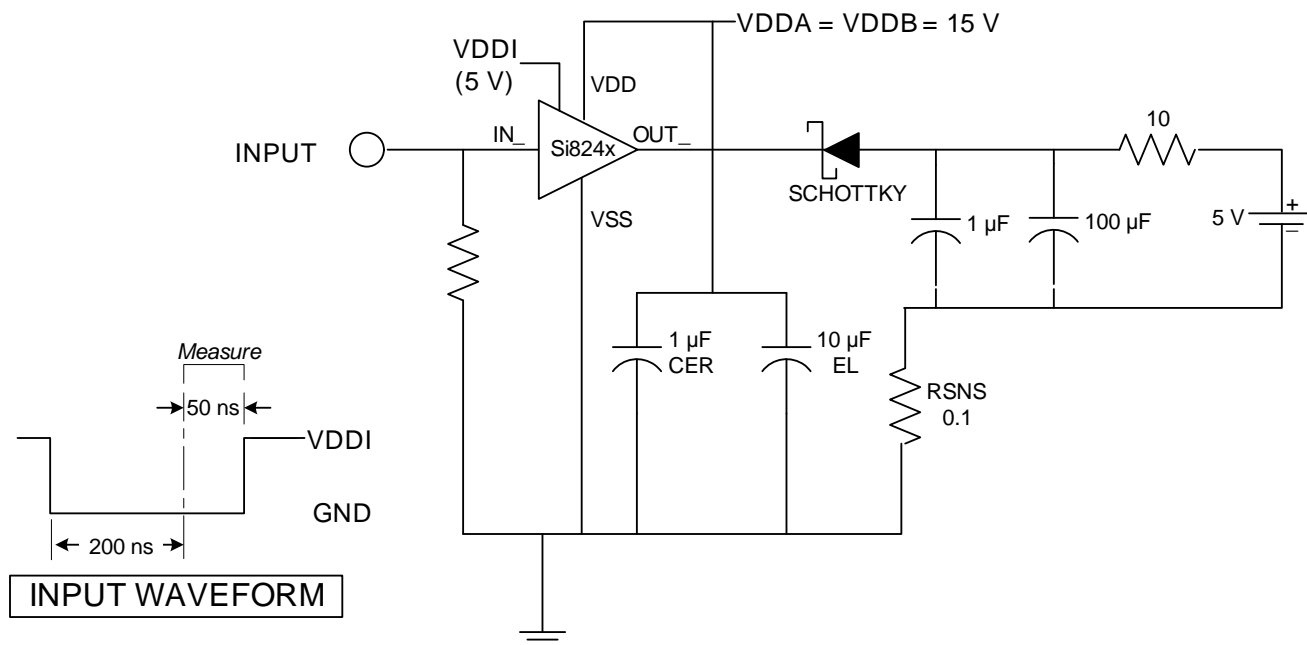 VDDA = VDDB = 15 V
VDDI
(5 V)
VDD
10
INPUT
IN_
Si824x
OUT_
SCHOTTKY
VSS
1 µF
100 µF
5 V
+
–
1 µF
CER
10 µF
EL
RSNS
0.1
Measure
50 ns
VDDI
GND
200 ns
INPUT WAVEFORM